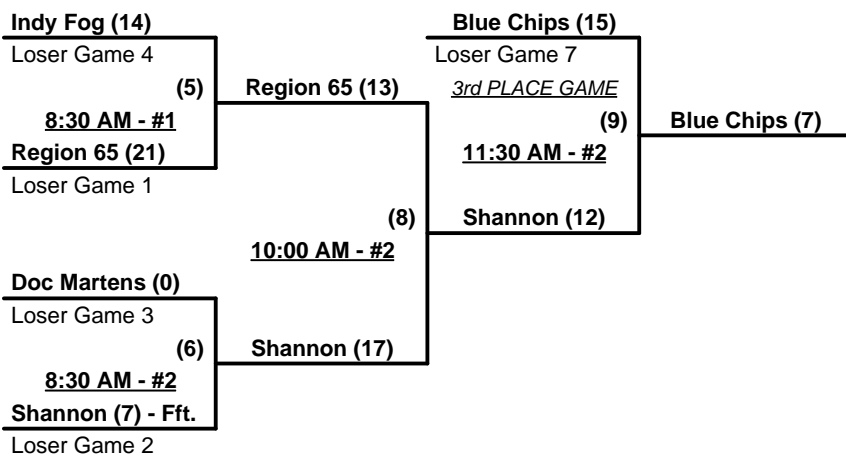 Indy Fog (14)
Loser Game 4
(5)
8:30 AM - #1
Region 65 (21)
Loser Game 1
Region 65 (13)
(8)
10:00 AM - #2
Doc Martens (0)
Loser Game 3
(6)
8:30 AM - #2
Shannon (7) - Fft.
Loser Game 2
Shannon (17)
Blue Chips (15)
Loser Game 7
3rd PLACE GAME
(9)
11:30 AM - #2
Shannon (12)
Blue Chips (7)